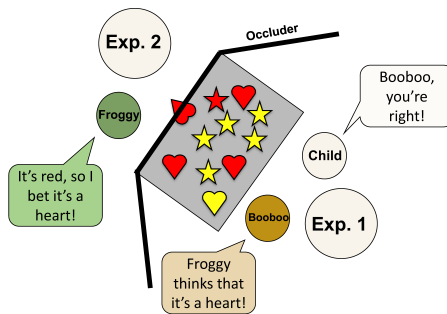 Occluder
Exp. 2
Booboo,
you're
right!
Froggy
Child
It's red, so I
bet it's a
heart!
Booboo
Exp. 1
Froggy
thinks that
it's a heart!